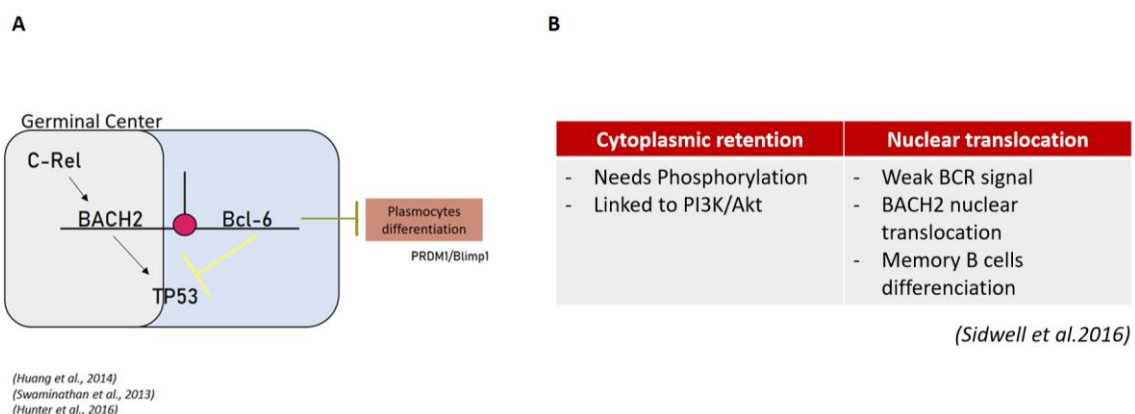 A
Germinal Center
C-Rel
BACH2
Bcl-6
TP53
Plasmocytes
differentiation
PRDM1/Blimp1
(Huang et al., 2014)
(Swaminathan et al., 2013)
(Hunter et al., 2016)
B
Cytoplasmic retention
- Needs Phosphorylation
- Linked to PI3K/Akt
Nuclear translocation
- Weak BCR signal
- BACH2 nuclear
translocation
- Memory B cells
differenciation
(Sidwell et al.2016)